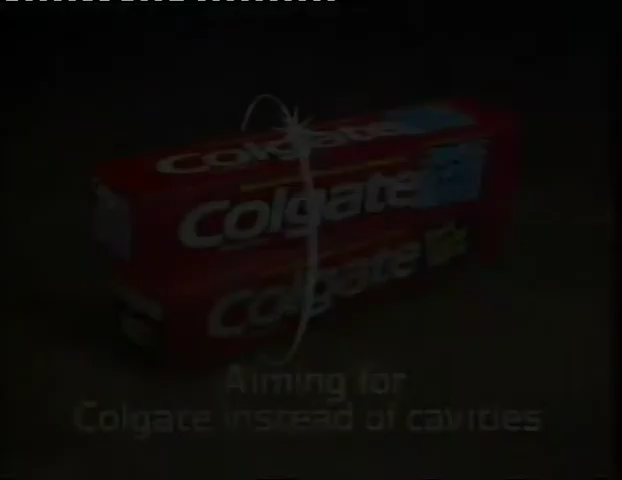 Colgate
Colgate
Colgate
Aiming for
Colgate instead of cavities